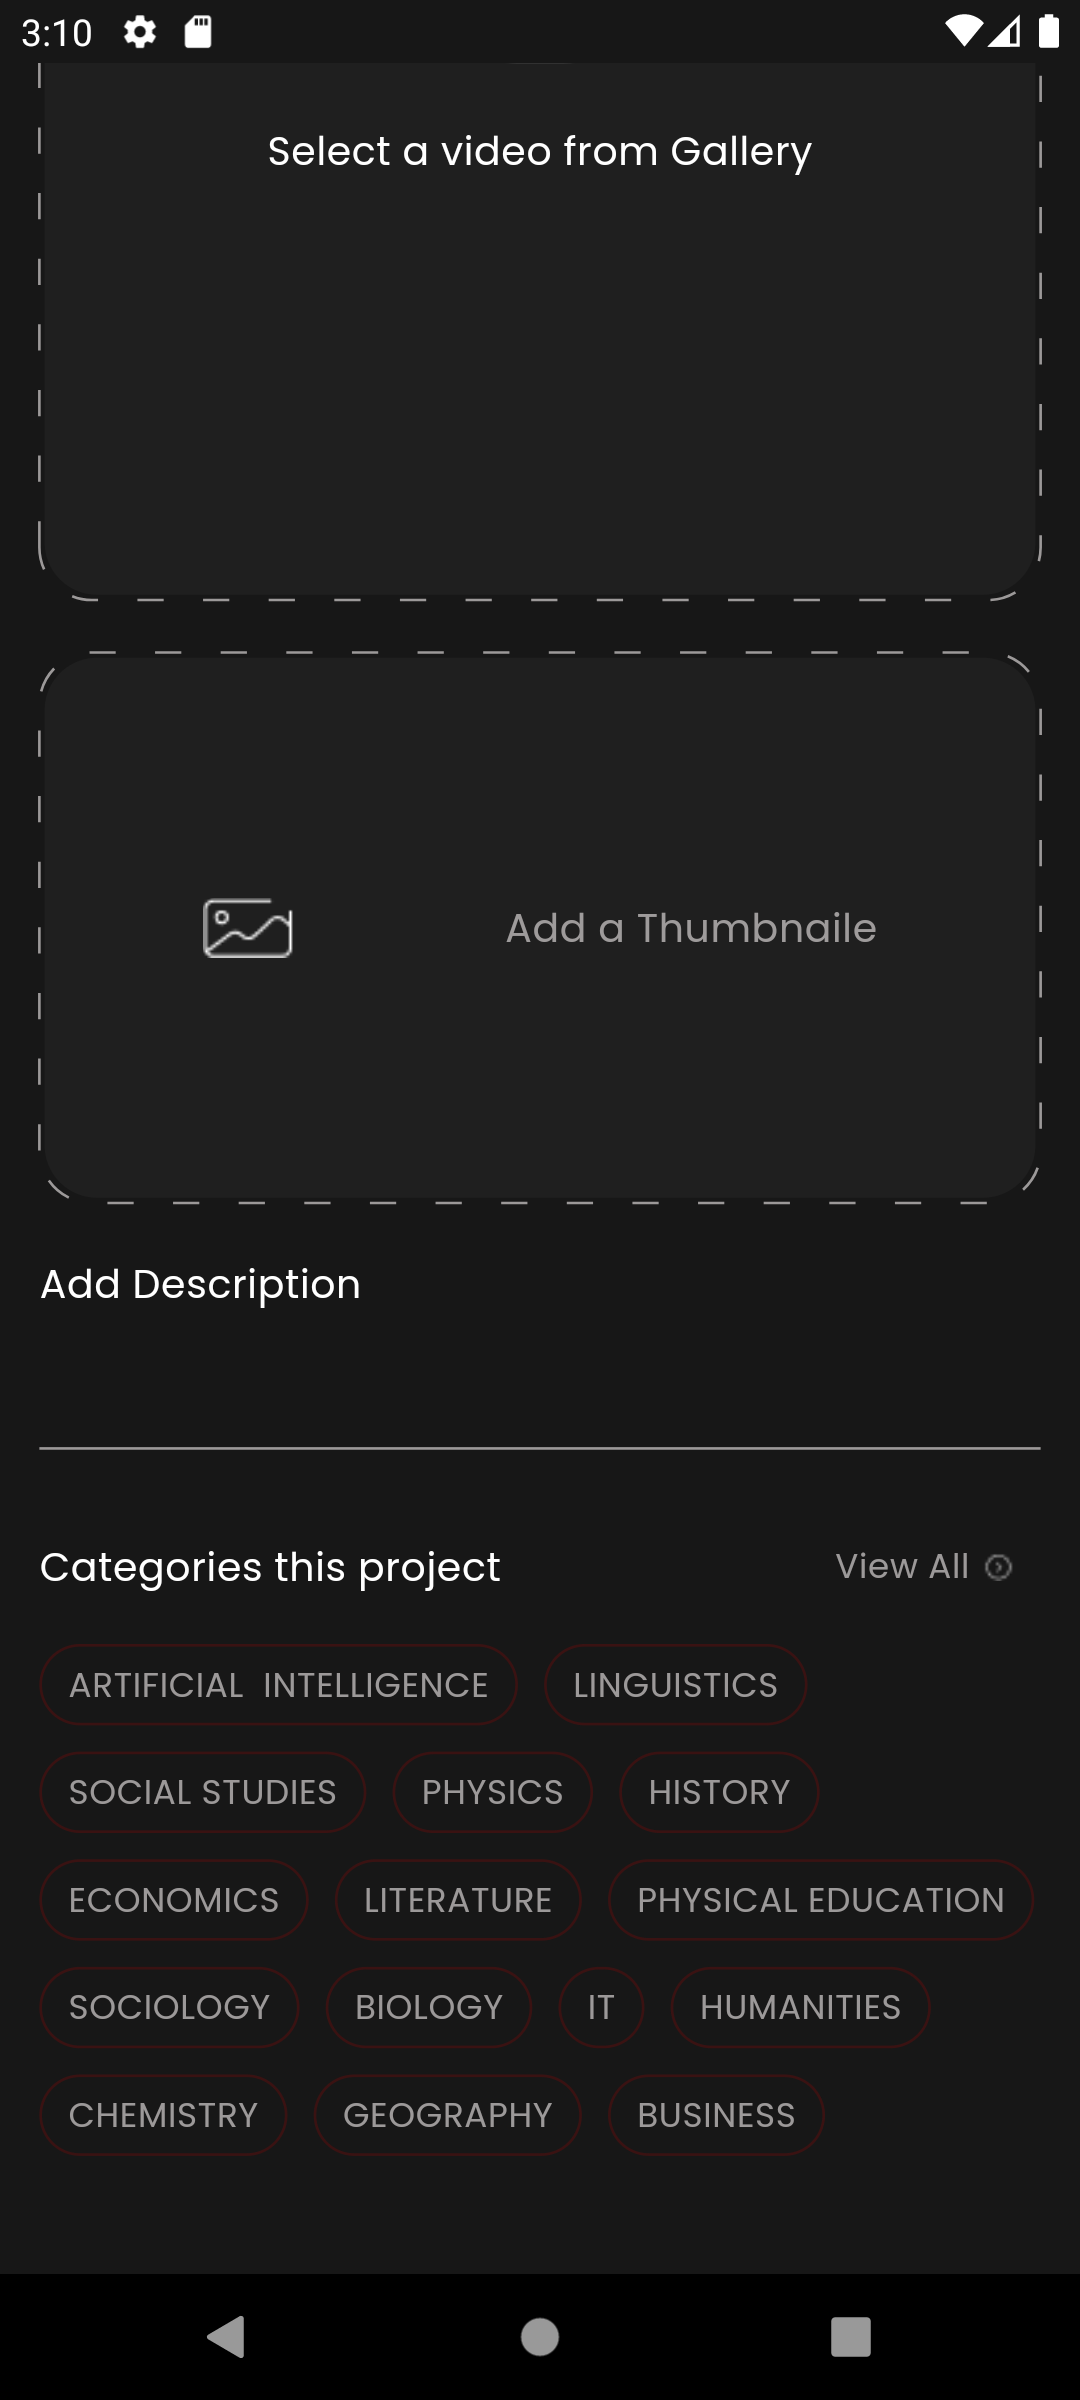 3:10
Select a video from Gallery
Add a Thumbnaile
Add Description
Categories this project View All
ARTIFICIAL  INTELLIGENCE LINGUISTICS
SOCIAL STUDIES PHYSICS HISTORY
ECONOMICS LITERATURE PHYSICAL EDUCATION
SOCIOLOGY BIOLOGY IT HUMANITIES
CHEMISTRY GEOGRAPHY BUSINESS